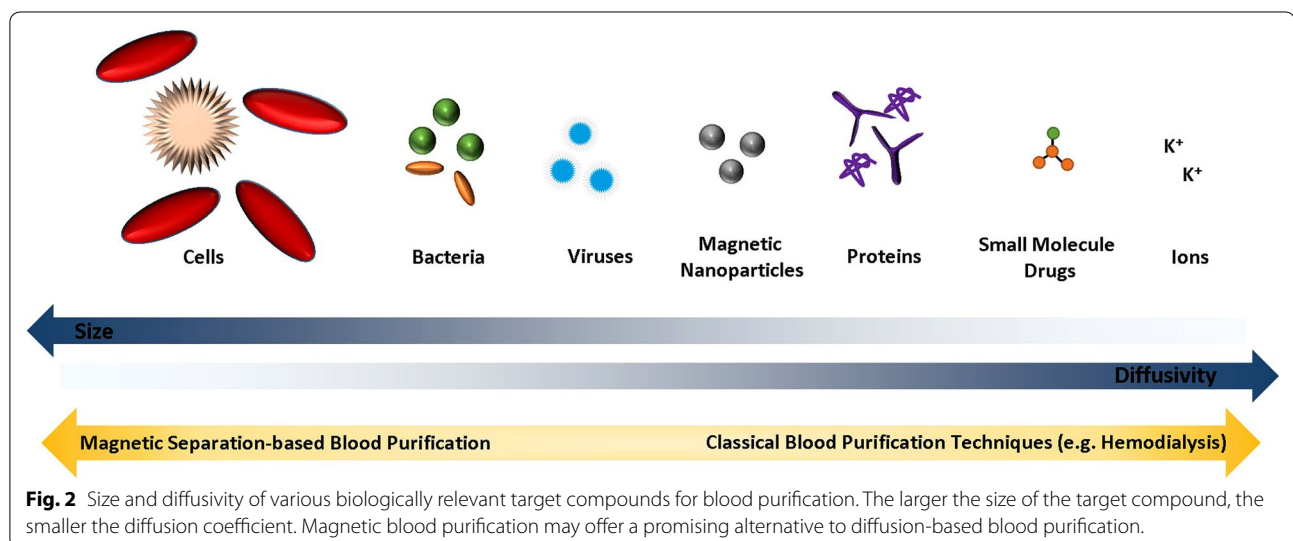 K+
K+
Cells
Bacteria
Viruses
Magnetic
Nanoparticles
Proteins
Small Molecule
Drugs
Ions
Size
Diffusivity
Magnetic Separation-based Blood Purification
Classical Blood Purification Techniques (e.g. Hemodialysis)
Fig. 2 Size and diffusivity of various biologically relevant target compounds for blood purification. The larger the size of the target compound, the
smaller the diffusion coefficient. Magnetic blood purification may offer a promising alternative to diffusion-based blood purification.